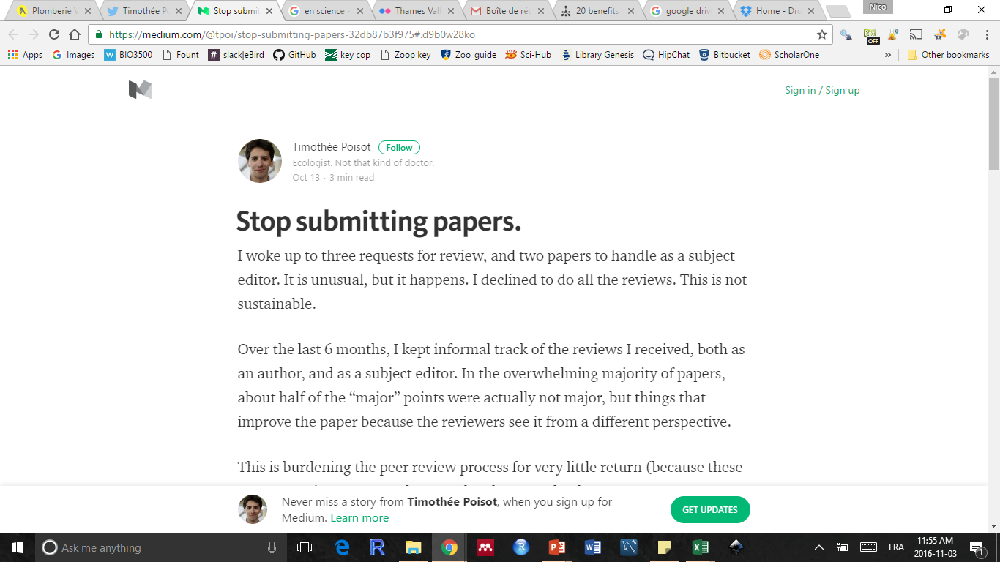 Nico
Plomberie V
Timothée Po
Stop submit
en science -
Thames Vall
Boîte de réc
20 benefits
google drive
Home - Dro
https://medium.com/@tpoi/stop-submitting-papers-32db87b3f975#.d9b0w28ko
Box
OFF
Apps
Images
W BIO3500
Fount
# slack|eBird
GitHub
key cop
Zoop key
Zoo_guide
Sci-Hub
Library Genesis
HipChat
Bitbucket
ScholarOne
»
Other bookmarks
Sign in / Sign up
Timothée Poisot Follow
Ecologist. Not that kind of doctor.
Oct 13 · 3 min read
Stop submitting papers.
I woke up to three requests for review, and two papers to handle as a subject
editor. It is unusual, but it happens. I declined to do all the reviews. This is not
sustainable.
Over the last 6 months, I kept informal track of the reviews I received, both as
an author, and as a subject editor. In the overwhelming majority of papers,
about half of the “major” points were actually not major, but things that
improve the paper because the reviewers see it from a different perspective.
This is burdening the peer review process for very little return (because these
Never miss a story from Timothée Poisot, when you sign up for
Medium. Learn more
GET UPDATES
Ask me anything
FRA
11:55 AM
2016-11-03
1